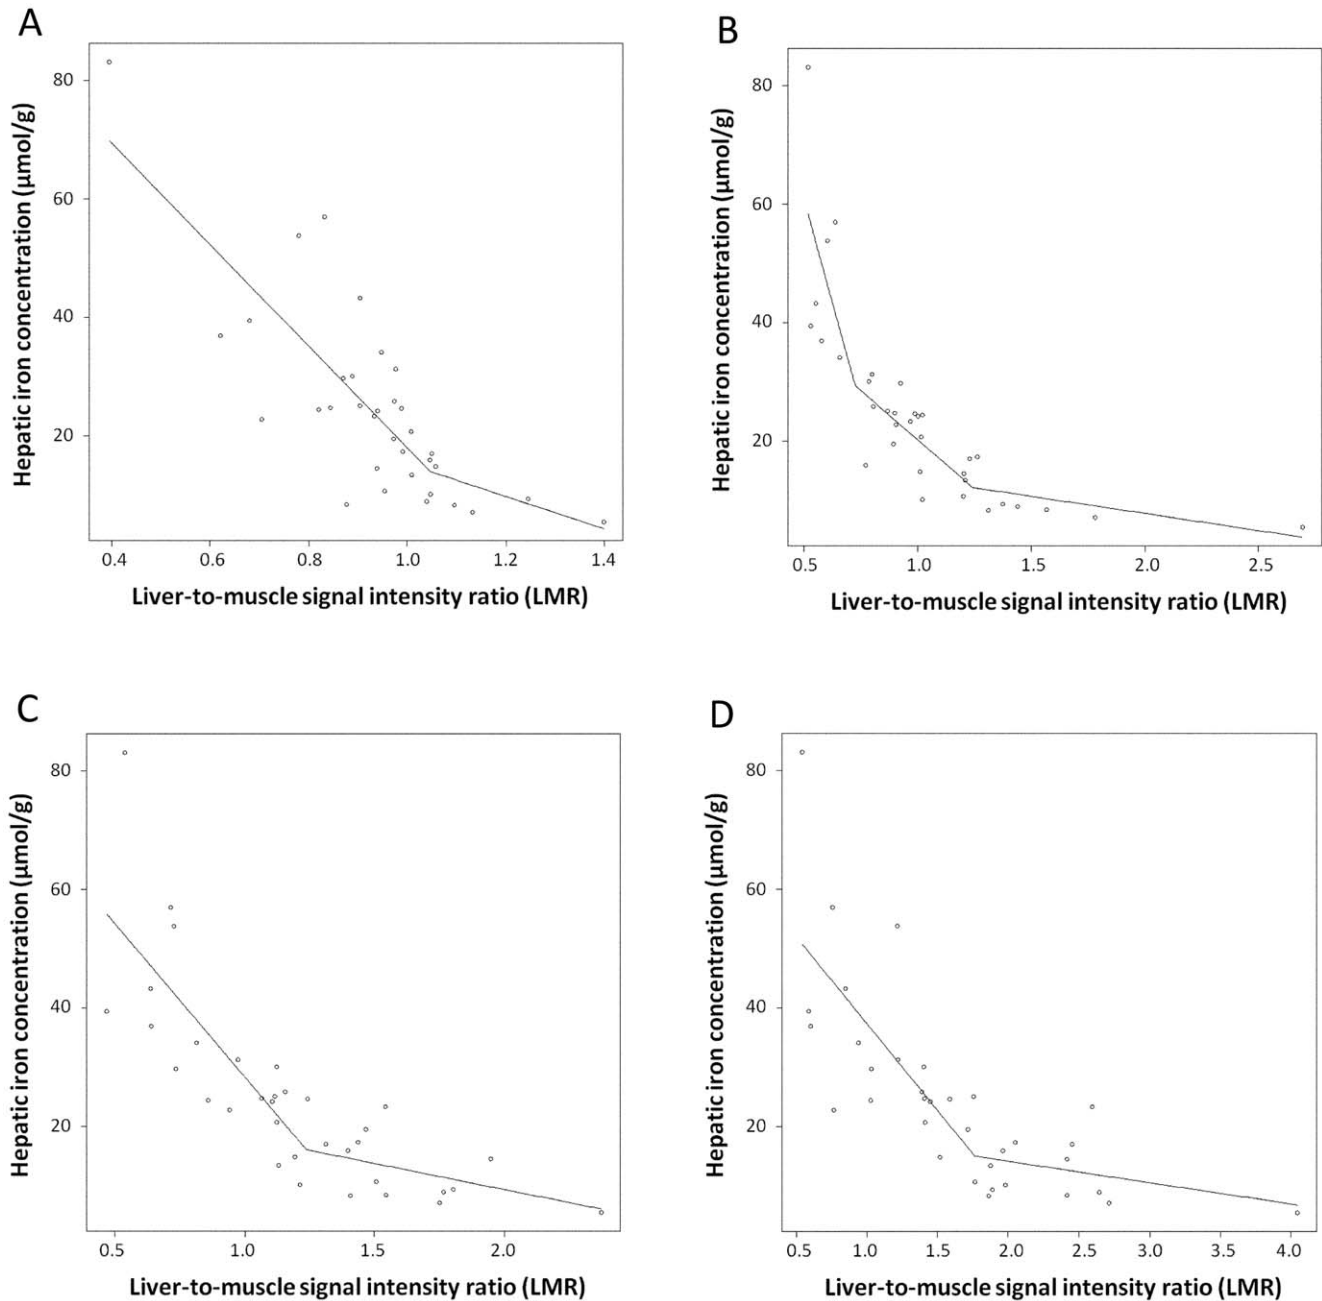 A
80
60
40
20
Hepatic iron concentration (µmol/g)
0.4 0.6 0.8 1.0 1.2 1.4
Liver-to-muscle signal intensity ratio (LMR)
B
80
60
40
20
Hepatic iron concentration (µmol/g)
0.5 1.0 1.5 2.0 2.5
Liver-to-muscle signal intensity ratio (LMR)
C
80
60
40
20
Hepatic iron concentration (µmol/g)
0.5 1.0 1.5 2.0
Liver-to-muscle signal intensity ratio (LMR)
D
80
60
40
20
Hepatic iron concentration (µmol/g)
0.5 1.0 1.5 2.0 2.5 3.0 3.5 4.0
Liver-to-muscle signal intensity ratio (LMR)